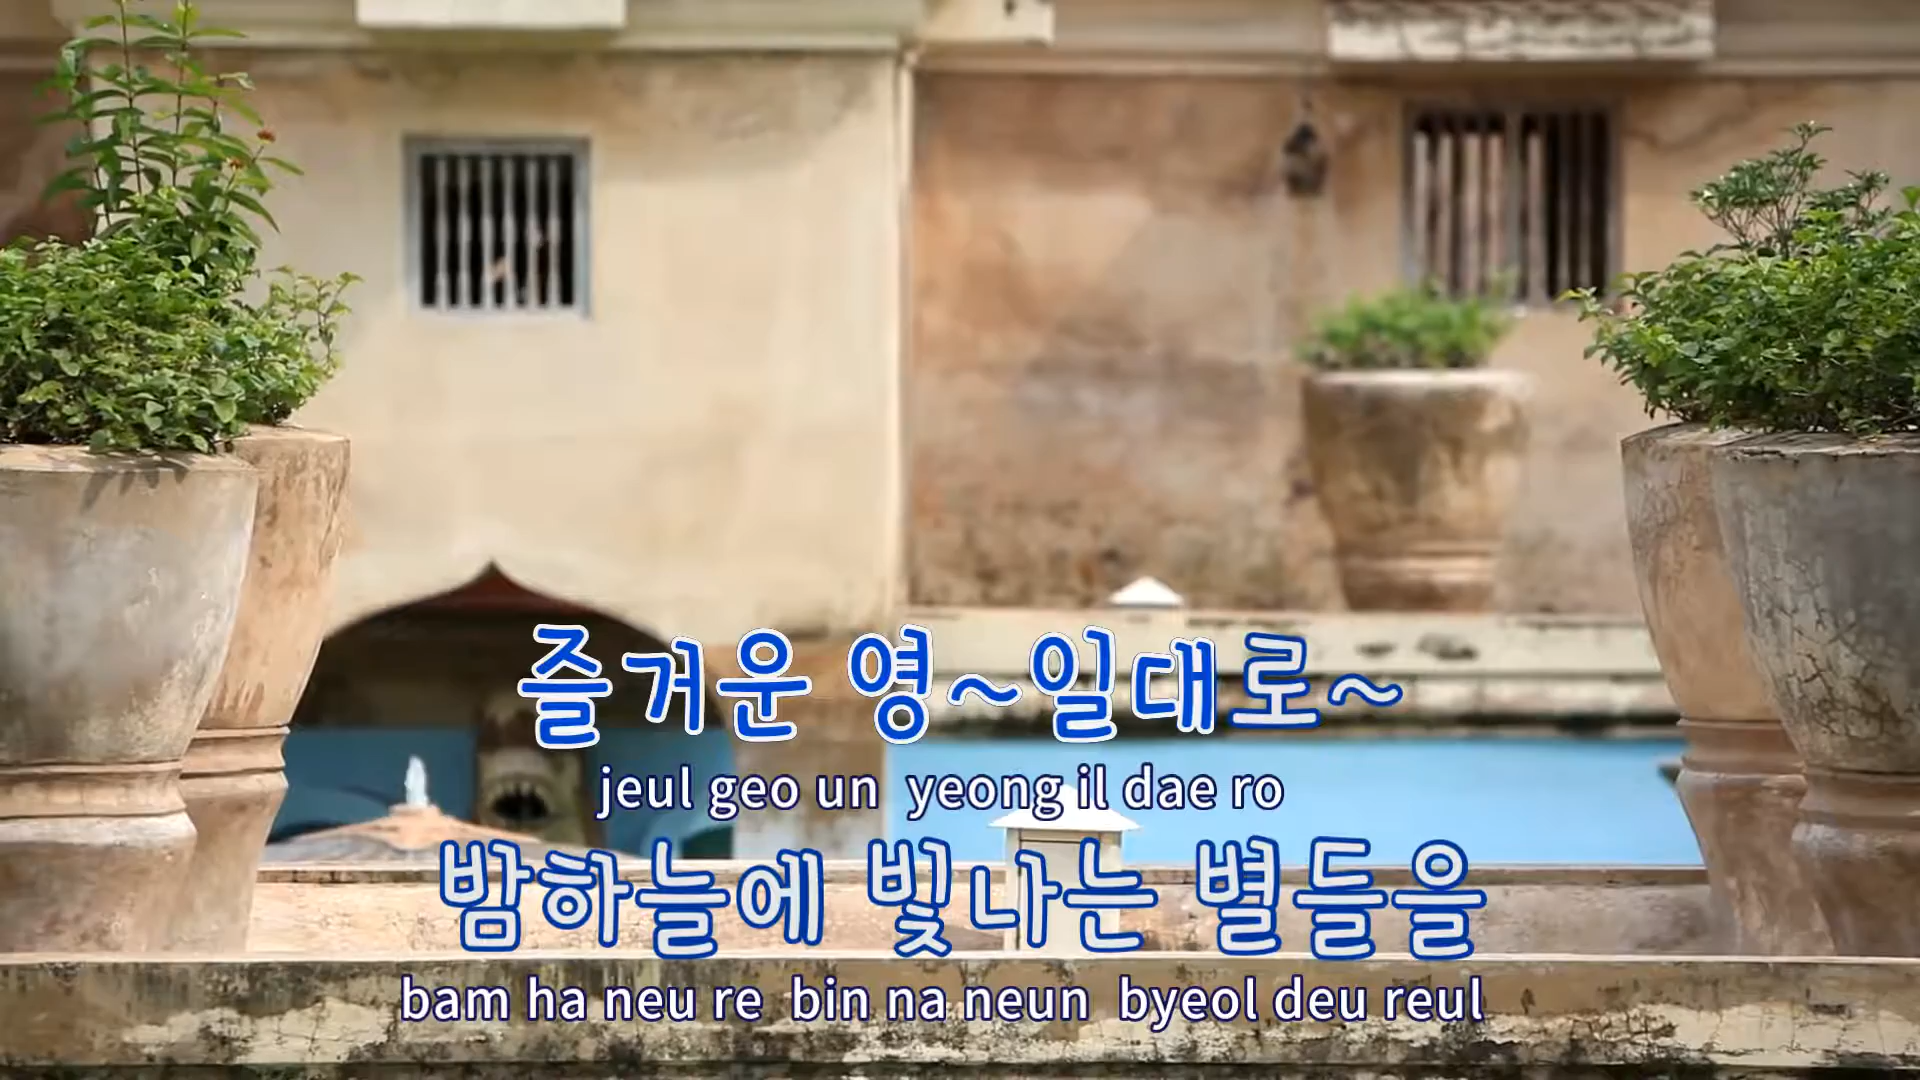 즐거운 영~일대로~
jeul geo un yeong il dae ro
밤하늘에 빛나는 별들을
bam ha neu re bin na neun byeol deu reul